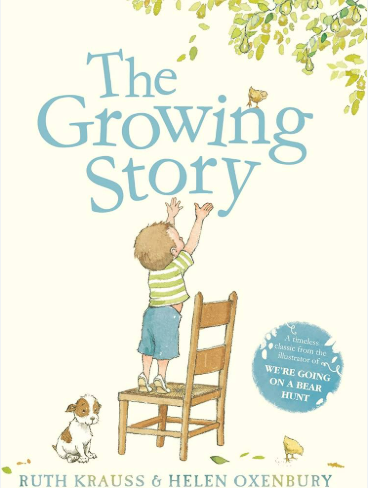 The
Growing
Story
A timeless
classic from the
illustrator of
WE'RE GOING
ON A BEAR
HUNT
RUTH KRAUSS & HELEN OXENBURY